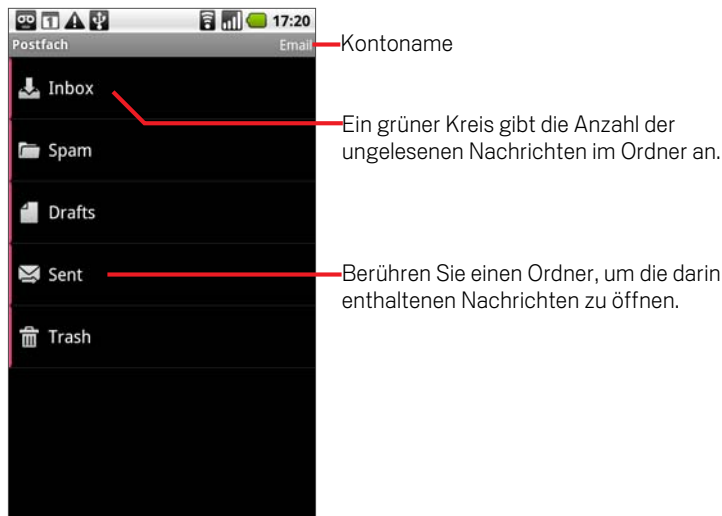 1 17:20
Postfach Email
Kontoname
Inbox
Ein grüner Kreis gibt die Anzahl der
ungelesenen Nachrichten im Ordner an.
Spam
Drafts
Sent
Berühren Sie einen Ordner, um die darin
enthaltenen Nachrichten zu öffnen.
Trash